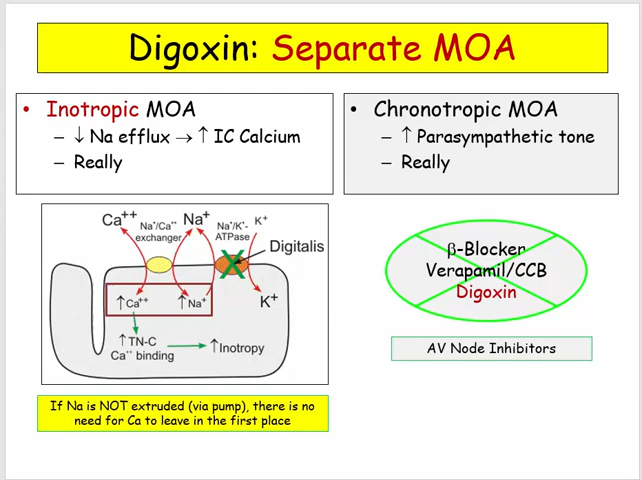 Digoxin: Separate MOA
• Inotropic MOA
– ↓ Na efflux → ↑ IC Calcium
– Really
• Chronotropic MOA
– ↑ Parasympathetic tone
– Really
Ca++ Na+/Ca++ exchanger Na+ Na+/K+- ATPase K+
Digitalis
↑Ca++ ↑Na+ K+
↑TN-C
Ca++ binding
↑Inotropy
If Na is NOT extruded (via pump), there is no
need for Ca to leave in the first place
β-Blocker
Verapamil/CCB
Digoxin
AV Node Inhibitors